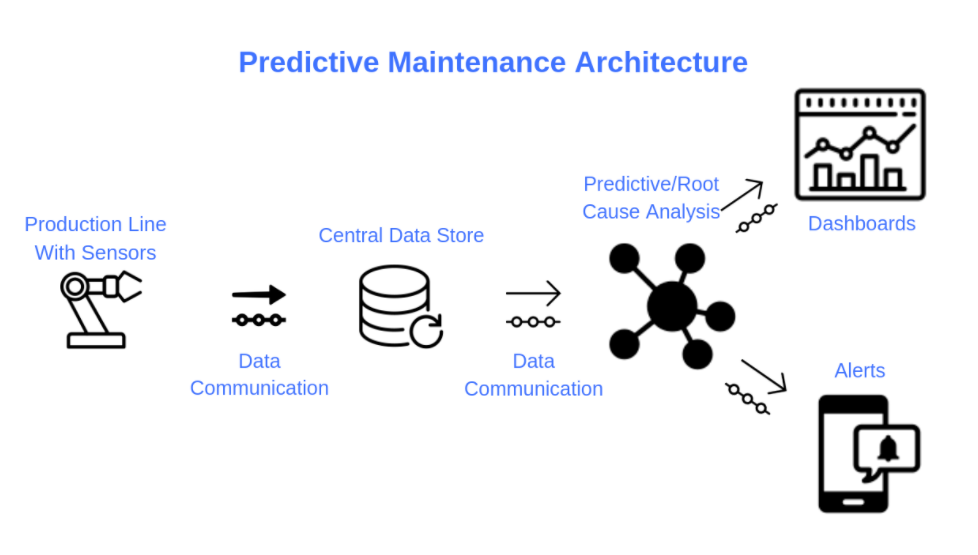 Predictive Maintenance Architecture
Production Line
With Sensors
Data
Communication
Central Data Store
Data
Communication
Predictive/Root
Cause Analysis
Dashboards
Alerts